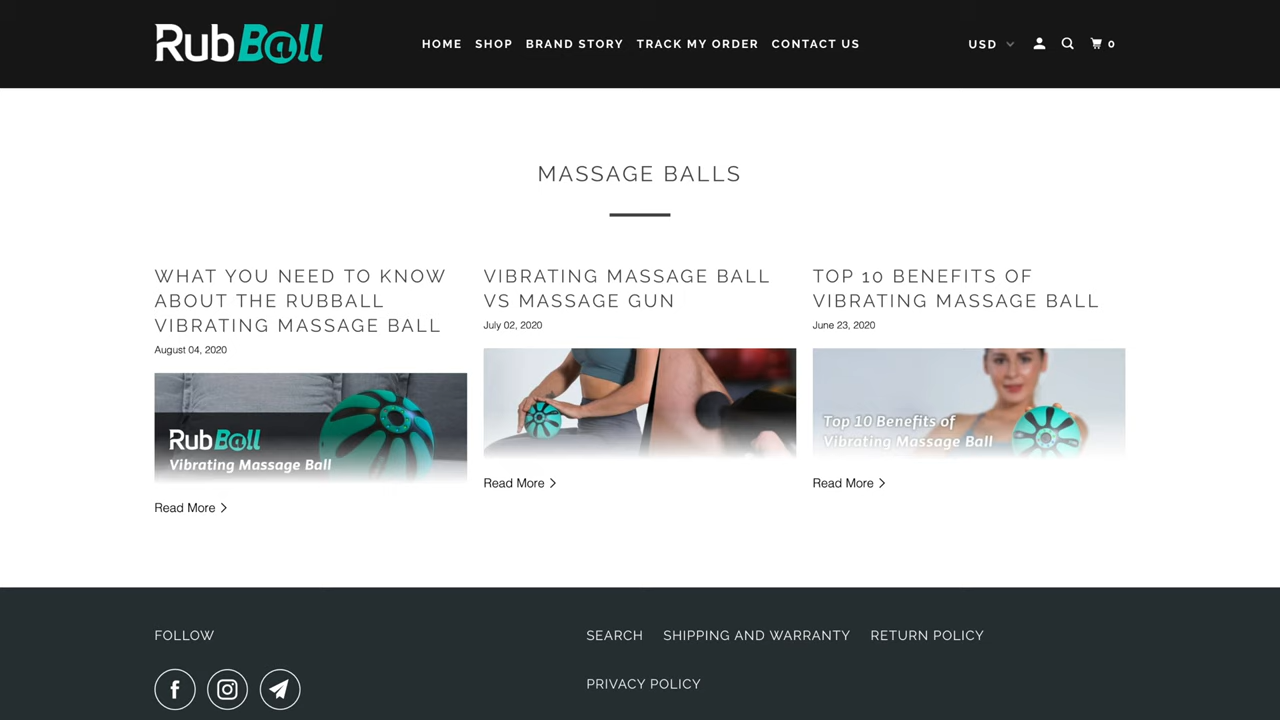 RubB@ll
HOME SHOP BRAND STORY TRACK MY ORDER CONTACT US
USD 0
MASSAGE BALLS
WHAT YOU NEED TO KNOW
ABOUT THE RUBBALL
VIBRATING MASSAGE BALL
August 04, 2020
RubB@ll
Vibrating Massage Ball
Read More
VIBRATING MASSAGE BALL
VS MASSAGE GUN
July 02, 2020
Read More
TOP 10 BENEFITS OF
VIBRATING MASSAGE BALL
June 23, 2020
Top 10 Benefits of
Vibrating Massage Ball
Read More
FOLLOW
SEARCH SHIPPING AND WARRANTY RETURN POLICY
PRIVACY POLICY